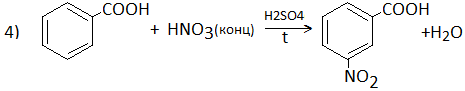 4) COOH + HNO3(конц) H2SO4 t COOH NO2 +H2O